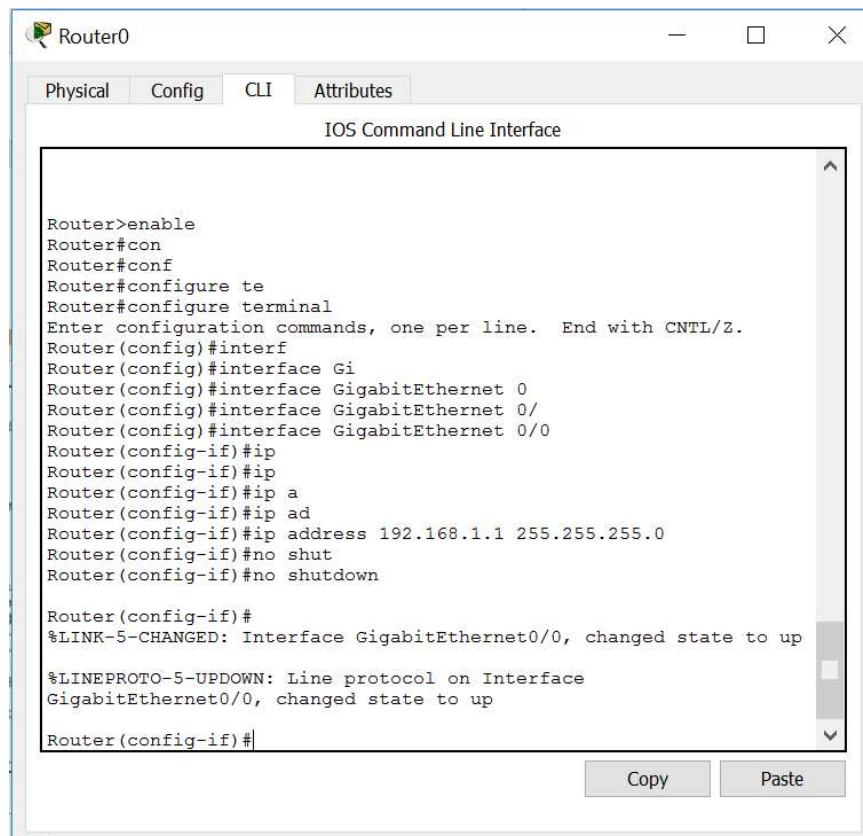 Router0
Physical Config CLI Attributes
IOS Command Line Interface
Router>enable
Router#con
Router#conf
Router#configure te
Router#configure terminal
Enter configuration commands, one per line.  End with CNTL/Z.
Router(config)#interf
Router(config)#interface Gi
Router(config)#interface GigabitEthernet 0
Router(config)#interface GigabitEthernet 0/
Router(config)#interface GigabitEthernet 0/0
Router(config-if)#ip
Router(config-if)#ip
Router(config-if)#ip a
Router(config-if)#ip ad
Router(config-if)#ip address 192.168.1.1 255.255.255.0
Router(config-if)#no shut
Router(config-if)#no shutdown
Router(config-if)#
%LINK-5-CHANGED: Interface GigabitEthernet0/0, changed state to up
%LINEPROTO-5-UPDOWN: Line protocol on Interface
GigabitEthernet0/0, changed state to up
Router(config-if)#
Copy Paste